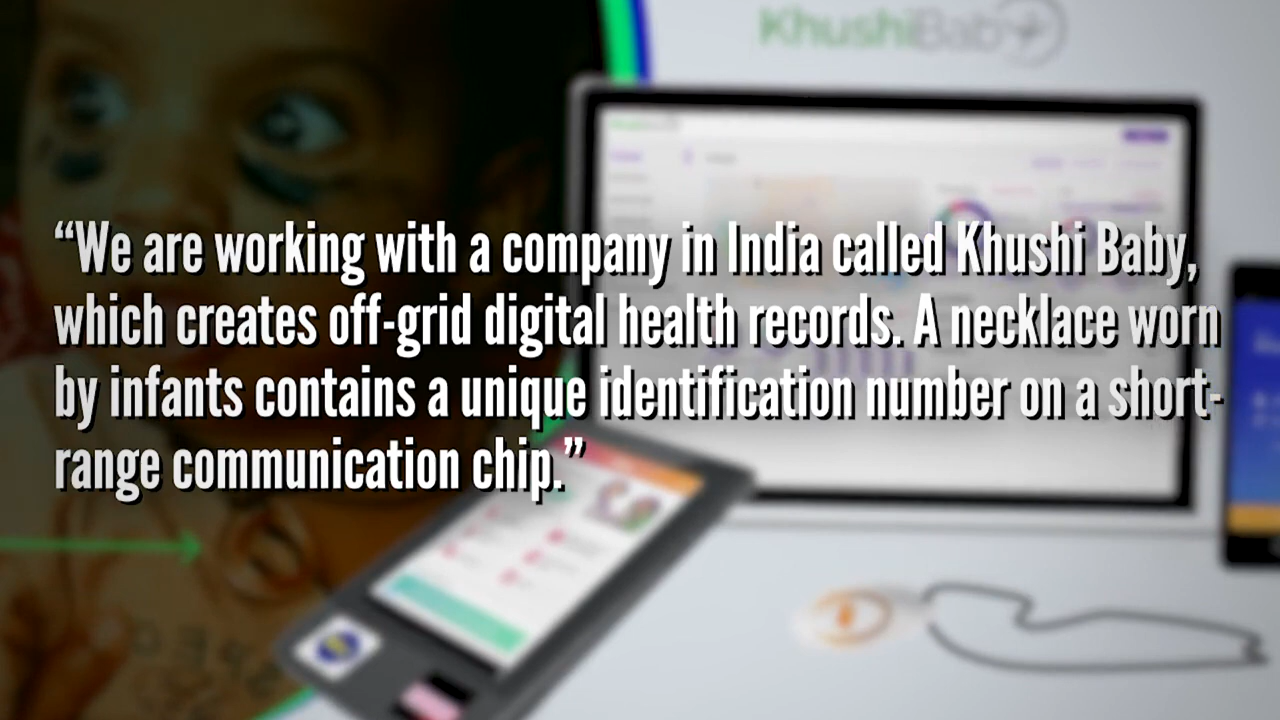 KhushiBaby
“We are working with a company in India called Khushi Baby,
which creates off-grid digital health records. A necklace worn
by infants contains a unique identification number on a short-
range communication chip.”